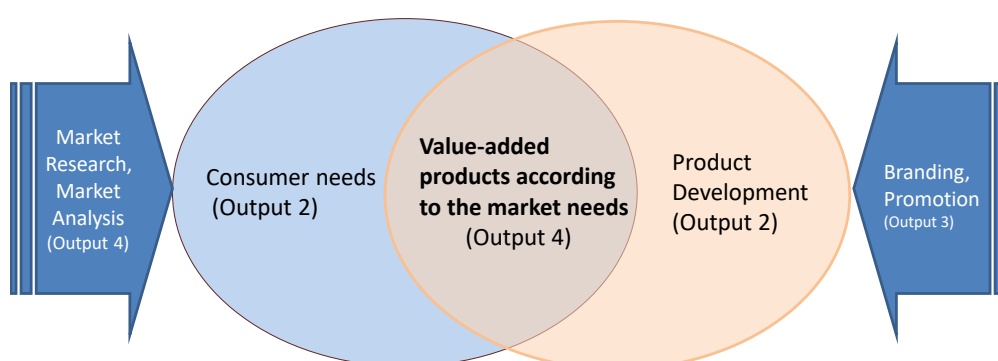 Market
Research,
Market
Analysis
(Output 4)
Consumer needs
(Output 2)
Value-added
products according
to the market needs
(Output 4)
Product
Development
(Output 2)
Branding,
Promotion
(Output 3)